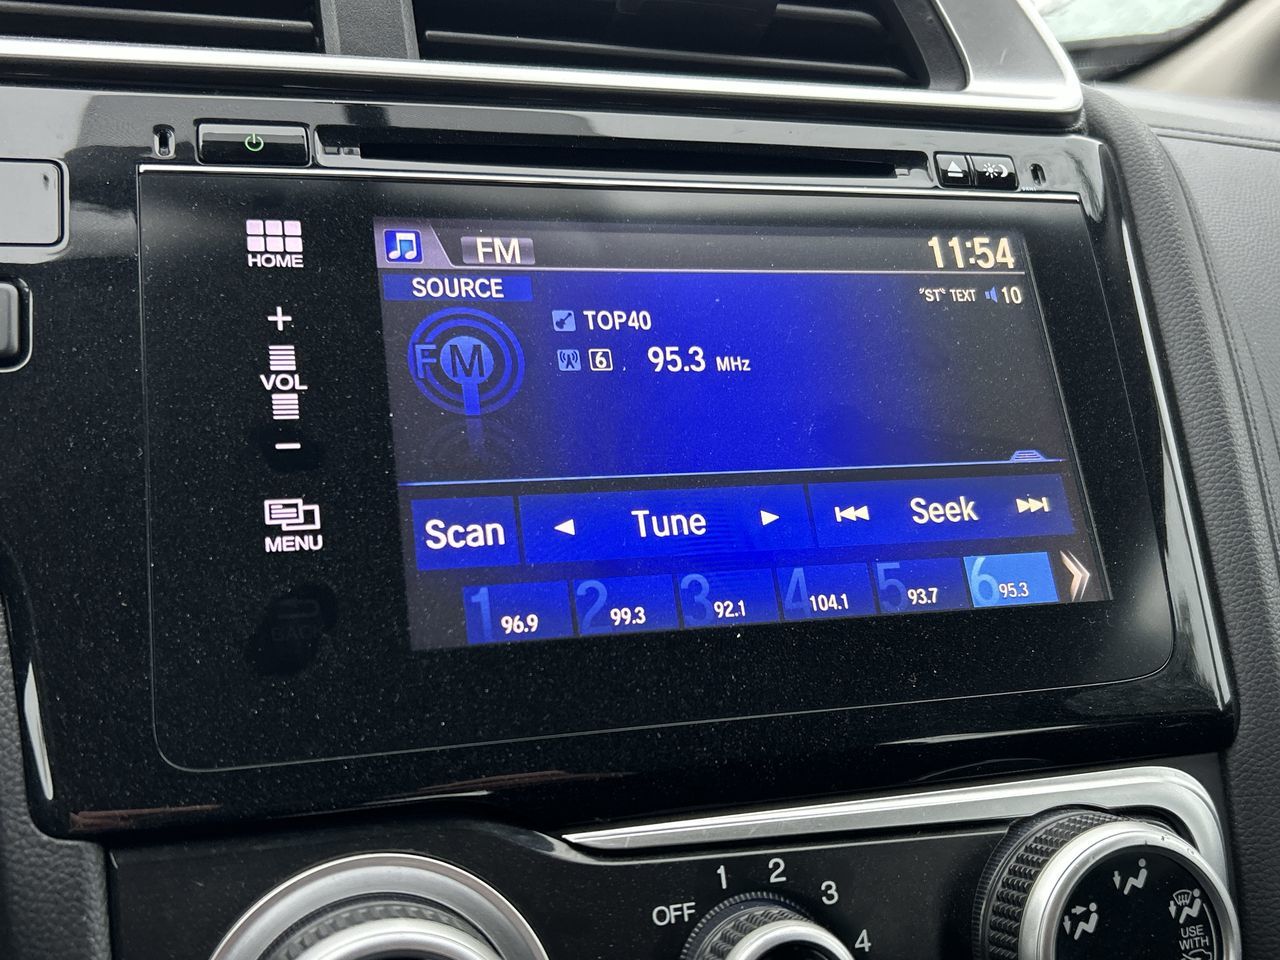 HOME
FM
11:54
SOURCE
"ST" TEXT 10
FM
TOP40
6 95.3 MHz
+
VOL
−
MENU
Scan Tune Seek
1 96.9 2 99.3 3 92.1 4 104.1 5 93.7 6 95.3
OFF 1 2 3 4
USE
WITH